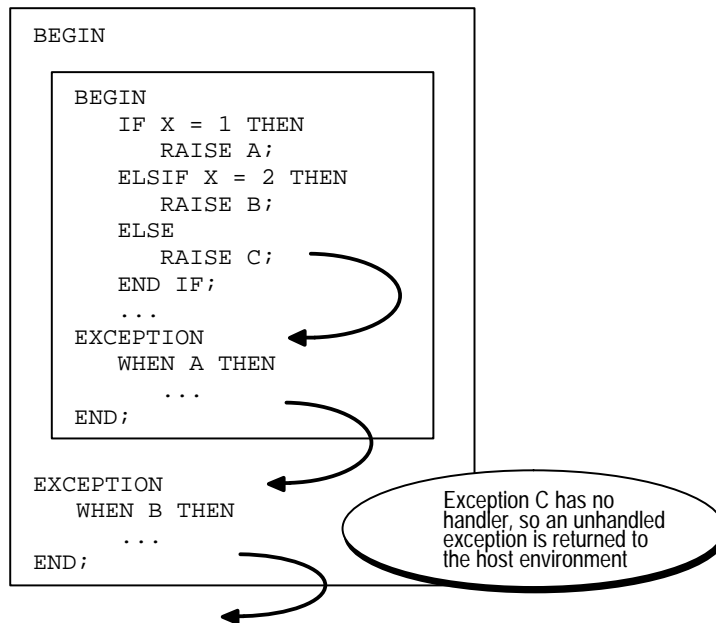 BEGIN
BEGIN
IF X = 1 THEN
RAISE A;
ELSIF X = 2 THEN
RAISE B;
ELSE
RAISE C;
END IF;
...
EXCEPTION
WHEN A THEN
...
END;
EXCEPTION
WHEN B THEN
...
END;
Exception C has no
handler, so an unhandled
exception is returned to
the host environment